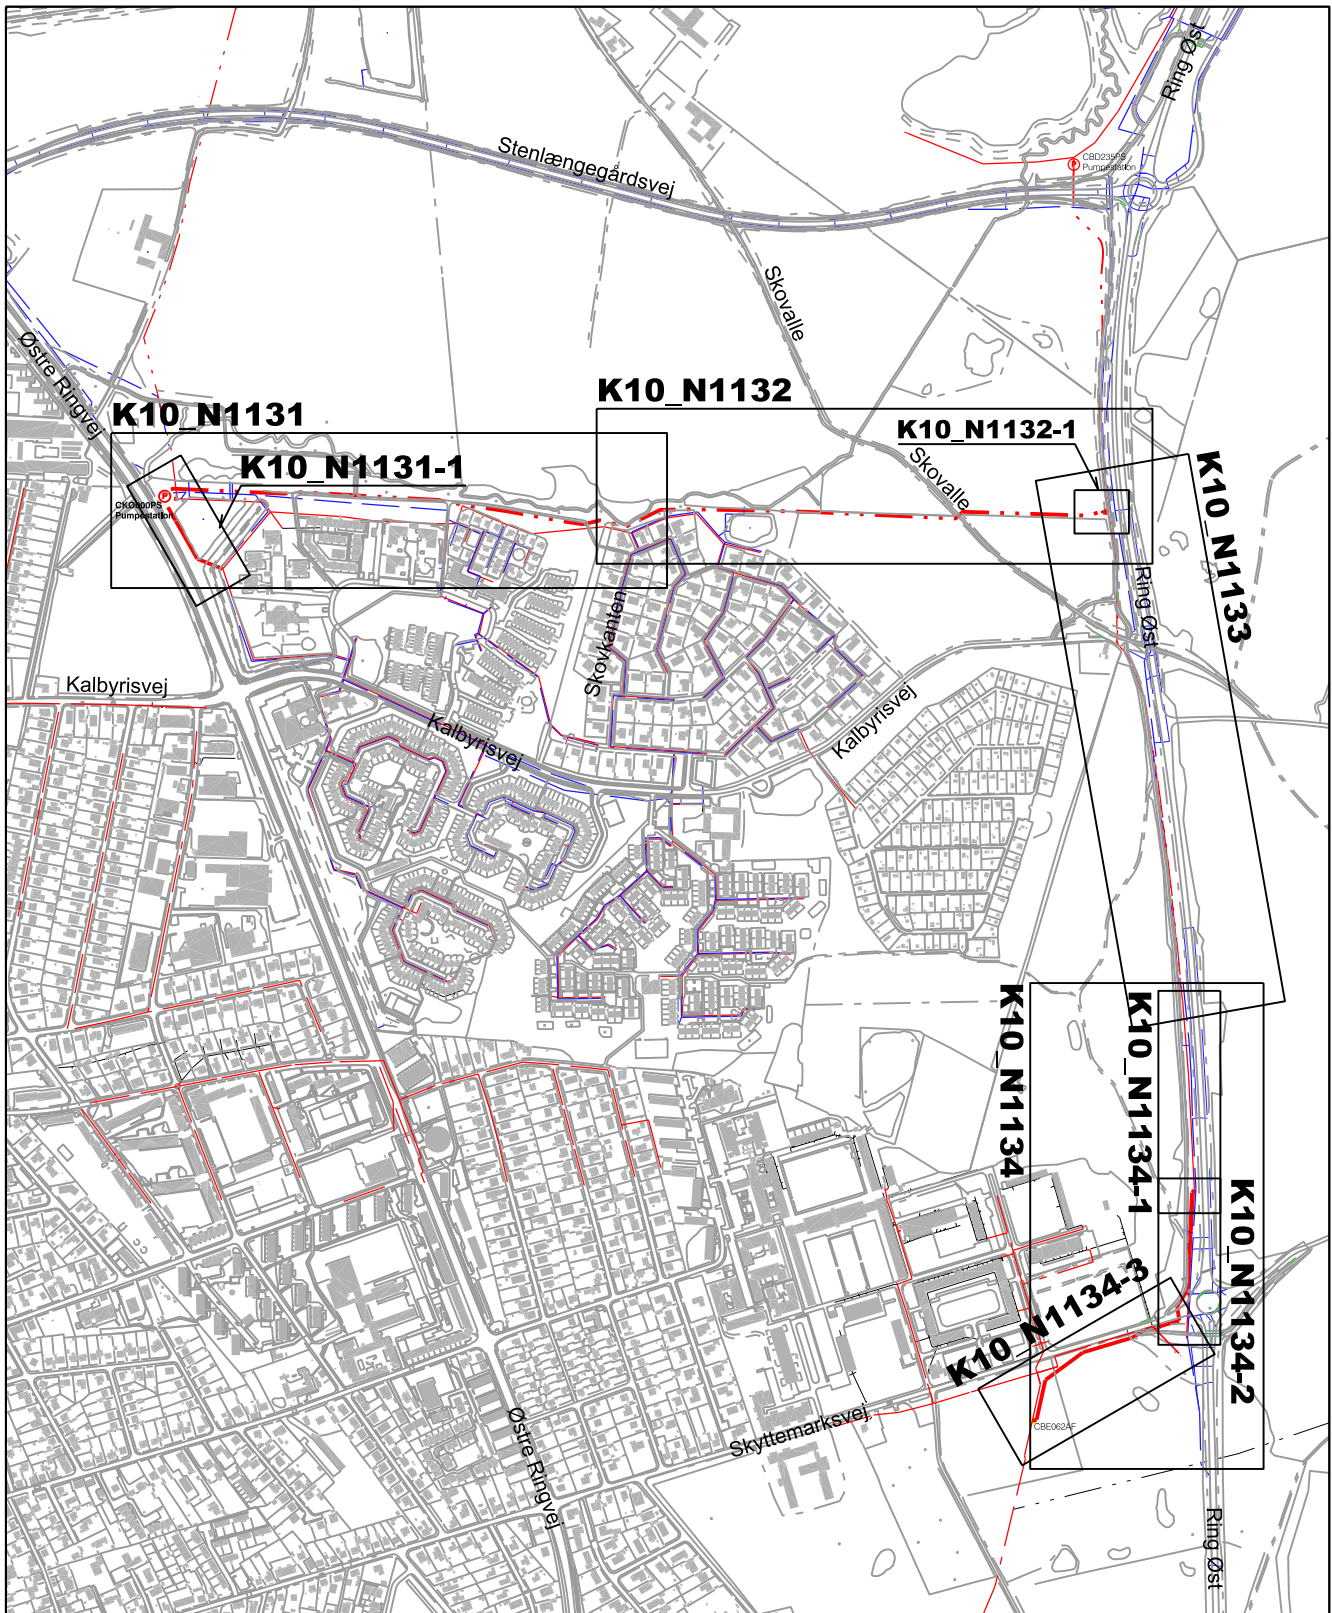 Ring Øst
Stenlængegårdsvej
CBD235PS
Pumpestation
Skovalle
Østre Ringvej
K10_N1131
K10_N1132
K10_N1132-1
K10_N1131-1
Skovalle
K10_N1133
CKO600PS
Pumpestation
Ring Øst
Skovkanten
Kalbyrisvej
Kalbyrisvej
Kalbyrisvej
K10_N1134
K10_N1134-1
K10_N1134-2
K10_N1134-3
Østre Ringvej
Skyttemarksvej
CBE062AF
Ring Øst